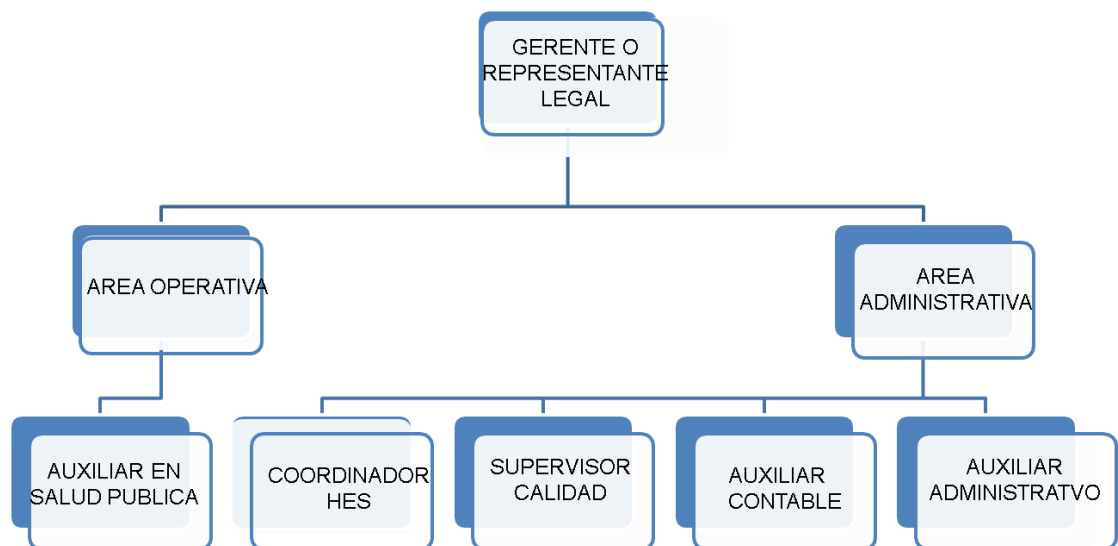 GERENTE O
REPRESENTANTE
LEGAL
AREA OPERATIVA
AREA
ADMINISTRATIVA
AUXILIAR EN
SALUD PUBLICA
COORDINADOR
HES
SUPERVISOR
CALIDAD
AUXILIAR
CONTABLE
AUXILIAR
ADMINISTRATVO